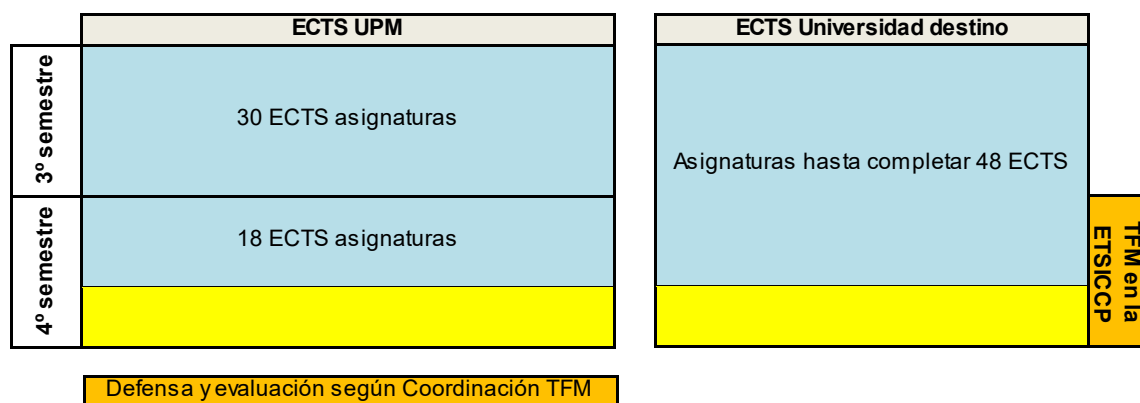 ECTS UPM
ECTS Universidad destino
3º semestre
30 ECTS asignaturas
Asignaturas hasta completar 48 ECTS
4º semestre
18 ECTS asignaturas
TFM en la
ETSICCP
Defensa y evaluación según Coordinación TFM